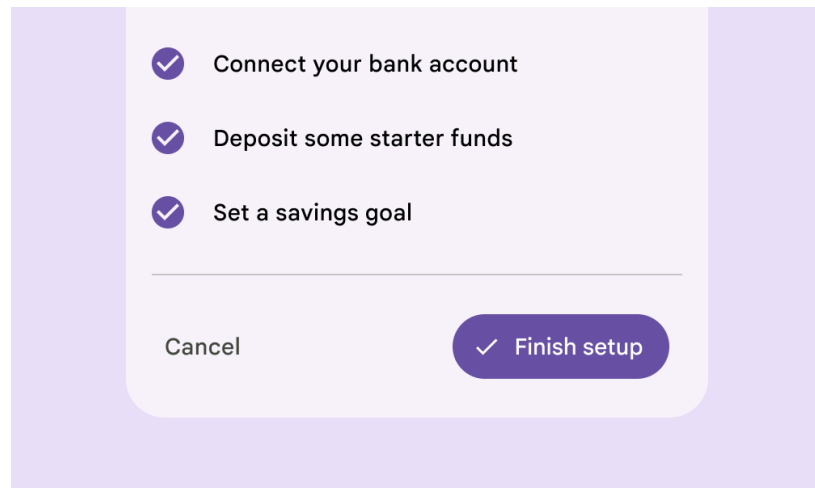 Connect your bank account
Deposit some starter funds
Set a savings goal
Cancel
Finish setup